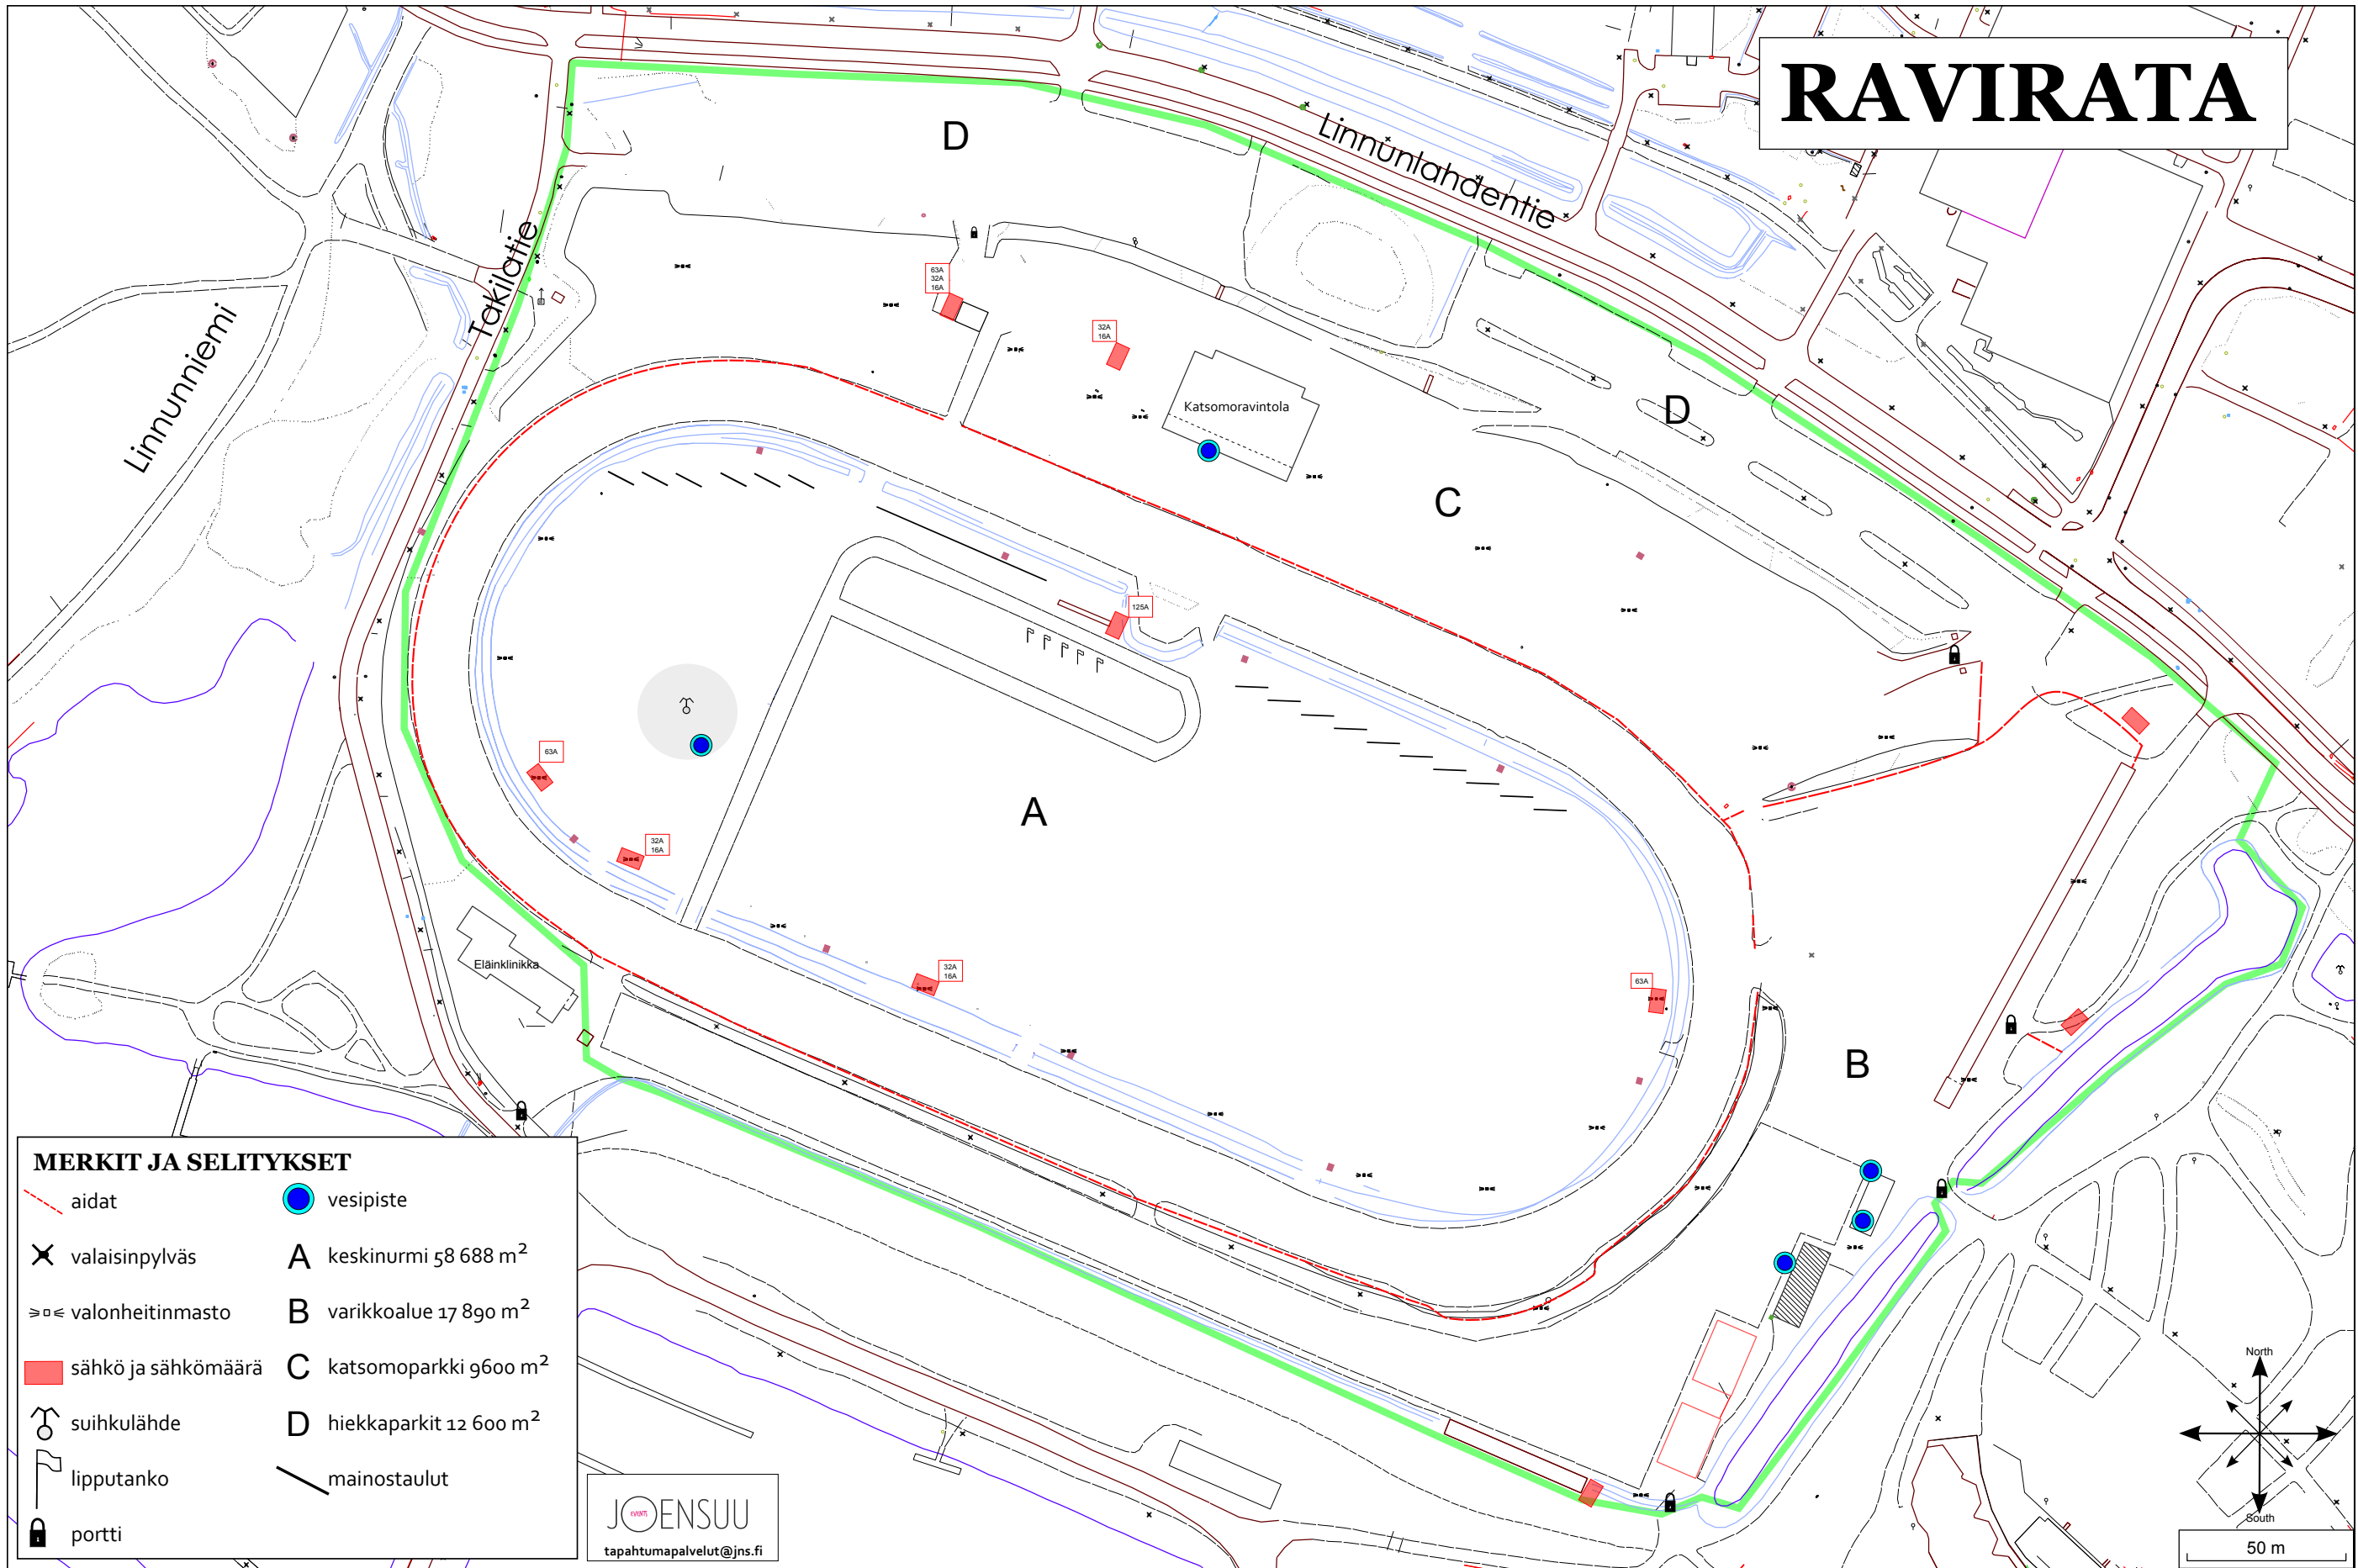 RAVIRATA
D
Linnunlahdentie
Takilatie
Linnunniemi
63A
32A
16A
32A
16A
Katsomoravintola
D
C
125A
A
63A
32A
16A
32A
16A
63A
Eläinklinikka
B
MERKIT JA SELITYKSET
aidat
valaisinpylväs
valonheitinmasto
sähkö ja sähkömäärä
suihkulähde
lipputanko
portti
vesipiste
A keskinurmi 58 688 m²
B varikkoalue 17 890 m²
C katsomoparkki 9600 m²
D hiekkaparkit 12 600 m²
mainostaulut
JOENSUU
EVENTS
tapahtumapalvelut@jns.fi
North
South
50 m